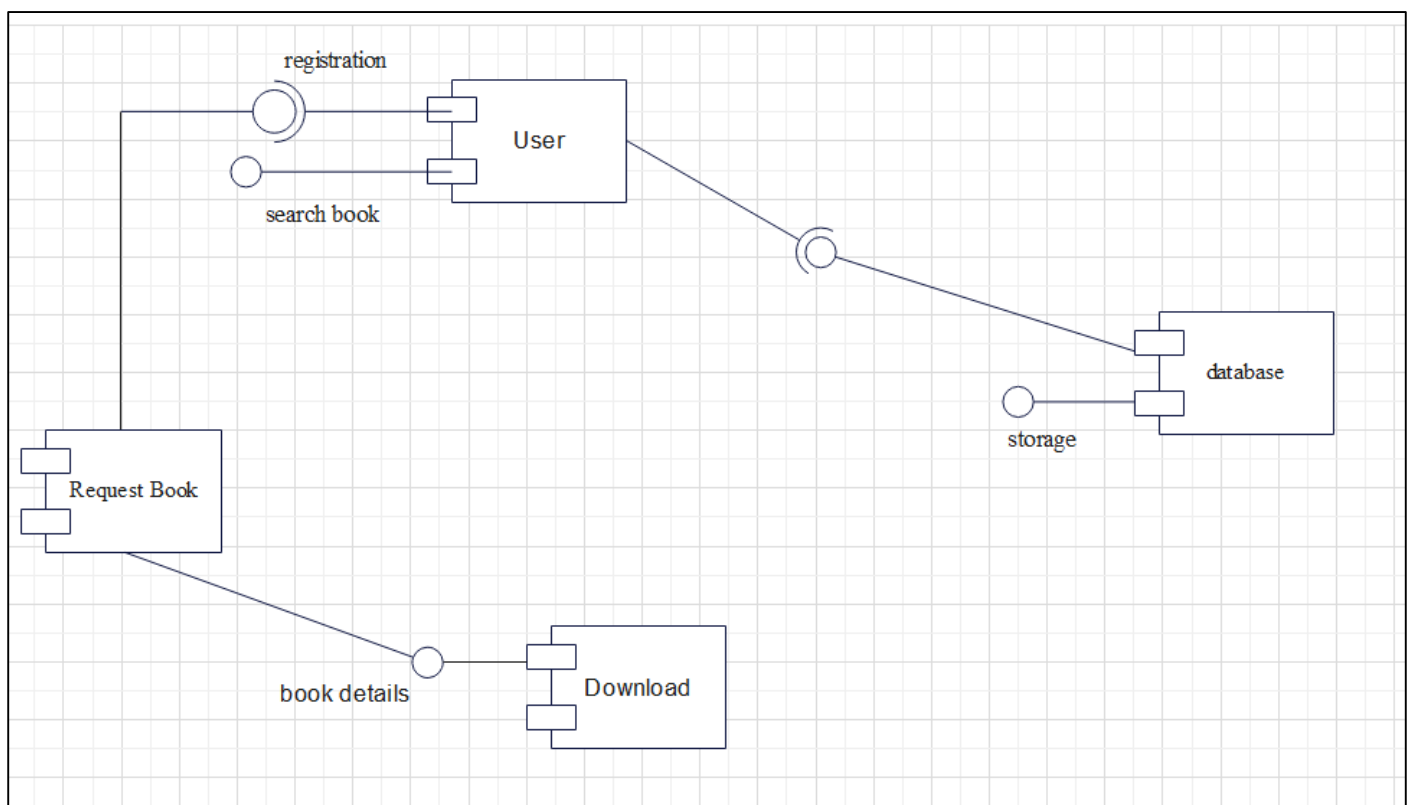 registration
User
search book
database
storage
Request Book
Download
book details